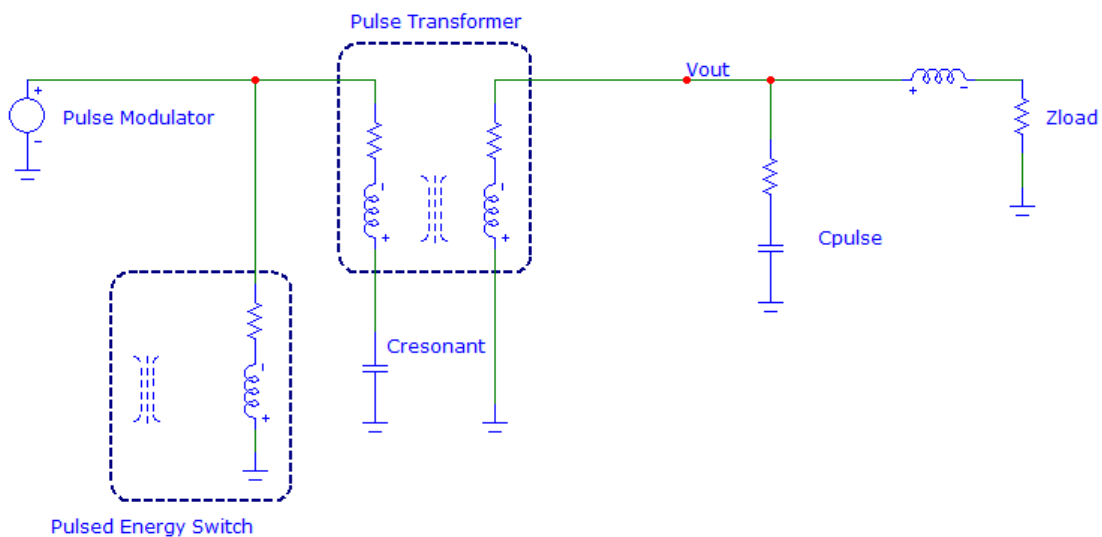 Pulse Transformer
Vout
Pulse Modulator
Zload
Cpulse
Cresonant
Pulsed Energy Switch